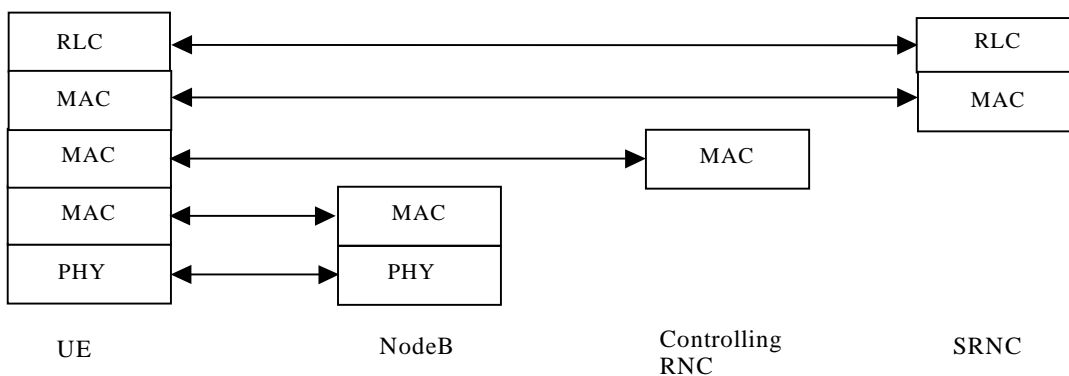 RLC RLC
MAC MAC
MAC MAC
MAC MAC
PHY PHY
UE NodeB Controlling RNC SRNC